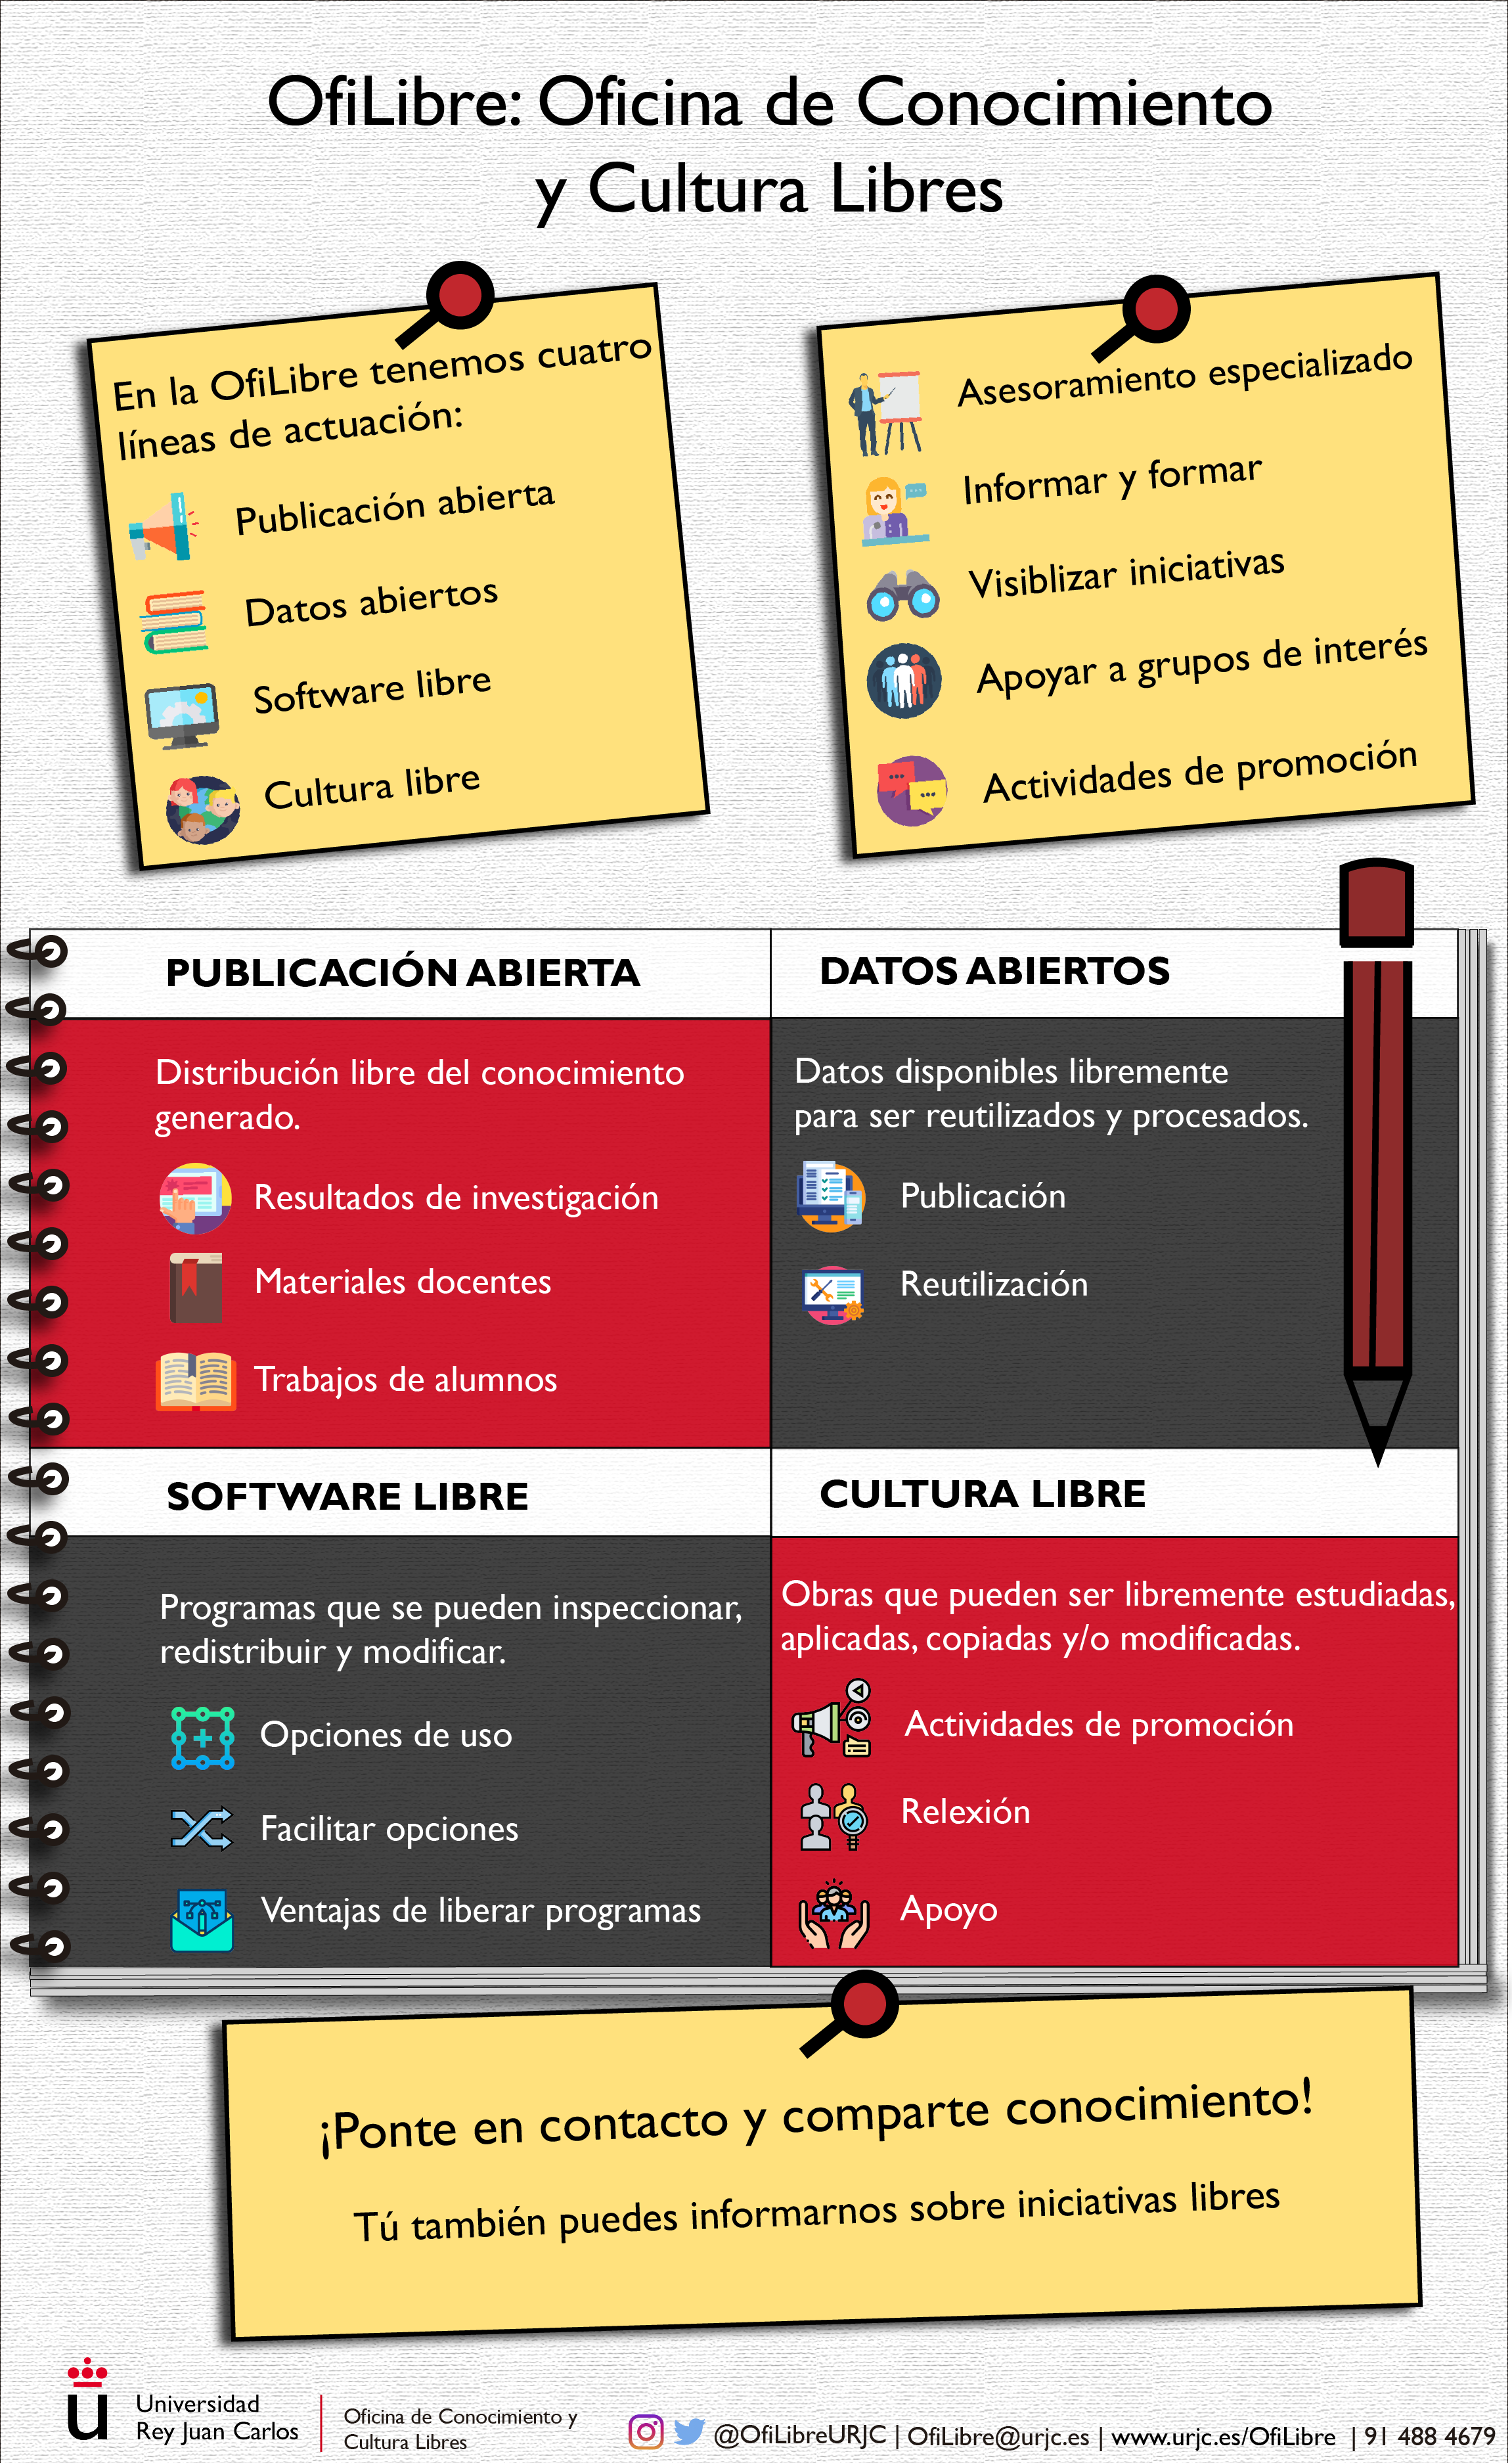 OfiLibre: Oficina de Conocimiento
y Cultura Libres
En la OfiLibre tenemos cuatro
líneas de actuación:
Publicación abierta
Datos abiertos
Software libre
Cultura libre
Asesoramiento especializado
Informar y formar
Visiblizar iniciativas
Apoyar a grupos de interés
Actividades de promoción
PUBLICACIÓN ABIERTA
Distribución libre del conocimiento
generado.
Resultados de investigación
Materiales docentes
Trabajos de alumnos
DATOS ABIERTOS
Datos disponibles libremente
para ser reutilizados y procesados.
Publicación
Reutilización
SOFTWARE LIBRE
Programas que se pueden inspeccionar,
redistribuir y modificar.
Opciones de uso
Facilitar opciones
Ventajas de liberar programas
CULTURA LIBRE
Obras que pueden ser libremente estudiadas,
aplicadas, copiadas y/o modificadas.
Actividades de promoción
Relexión
Apoyo
¡Ponte en contacto y comparte conocimiento!
Tú también puedes informarnos sobre iniciativas libres
u
Universidad
Rey Juan Carlos
Oficina de Conocimiento y
Cultura Libres
@OfiLibreURJC | OfiLibre@urjc.es | www.urjc.es/OfiLibre | 91 488 4679